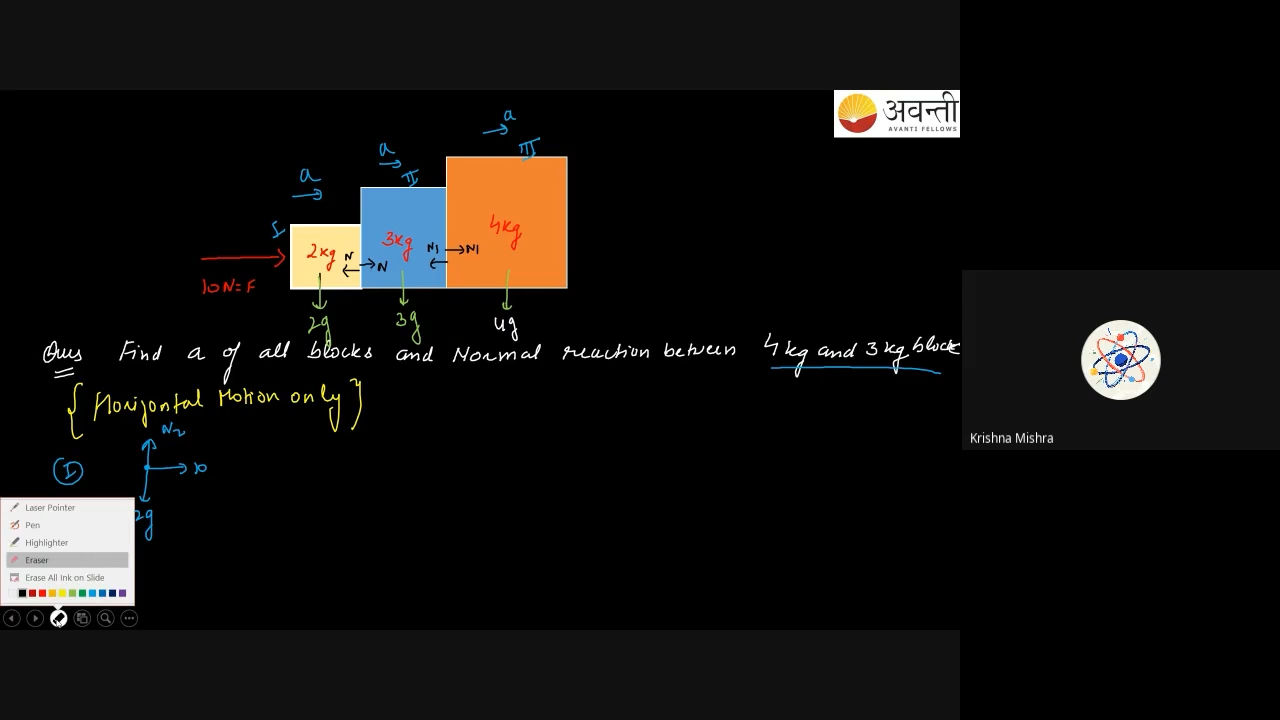 अवन्ती
AVANTI FELLOWS
a
III
a
II
a
I
4kg
3kg
2kg
N
N
N1
N1
10N=F
2g
3g
4g
Ques Find a of all blocks and Normal reaction between 4kg and 3kg block
{ Horizontal Motion only }
N2
I
10
2g
Laser Pointer
Pen
Highlighter
Eraser
Erase All Ink on Slide
Krishna Mishra